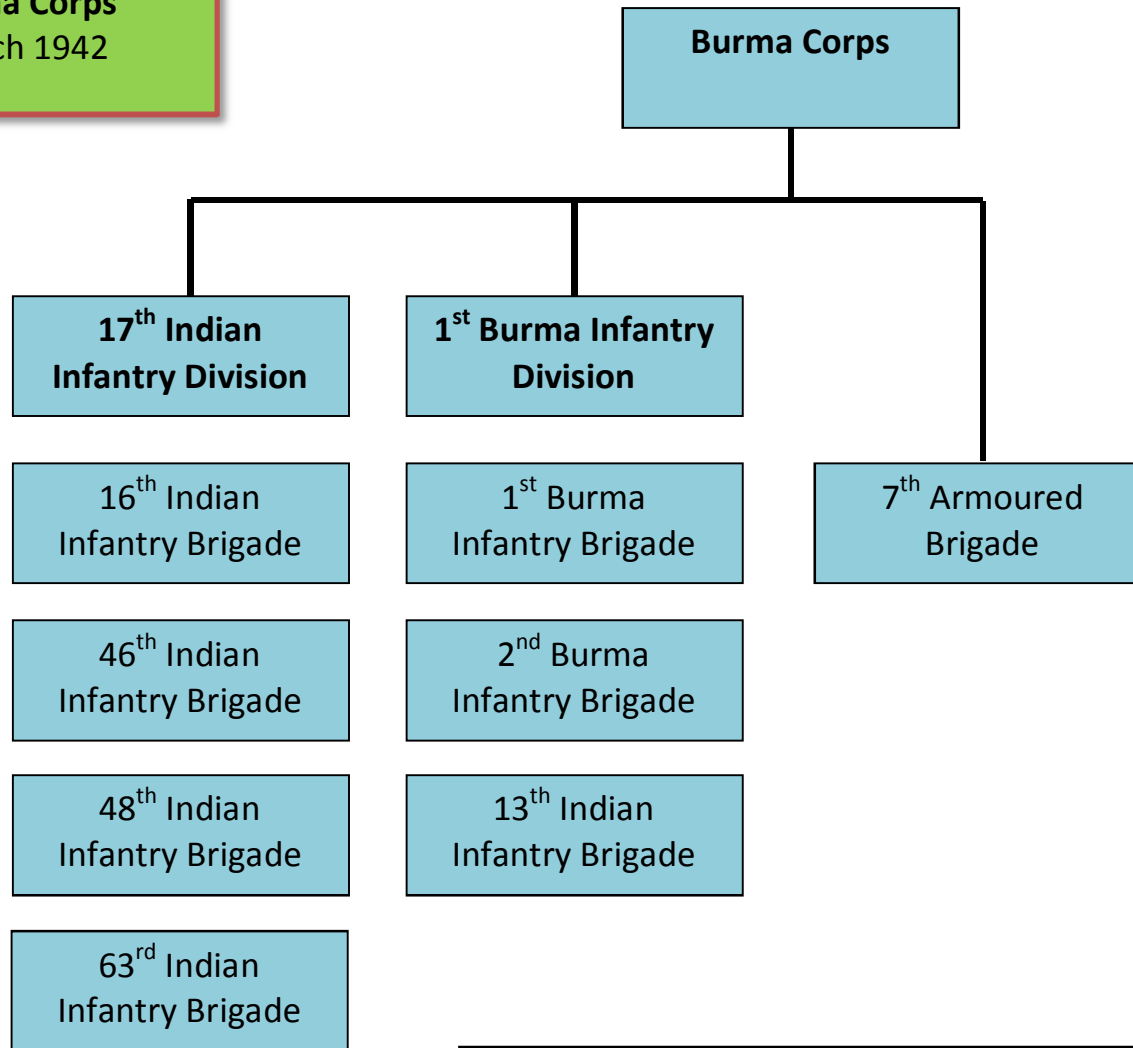 Corps
1942
Burma Corps
17th Indian
Infantry Division
1st Burma Infantry
Division
16th Indian
Infantry Brigade
1st Burma
Infantry Brigade
7th Armoured
Brigade
46th Indian
Infantry Brigade
2nd Burma
Infantry Brigade
48th Indian
Infantry Brigade
13th Indian
Infantry Brigade
63rd Indian
Infantry Brigade